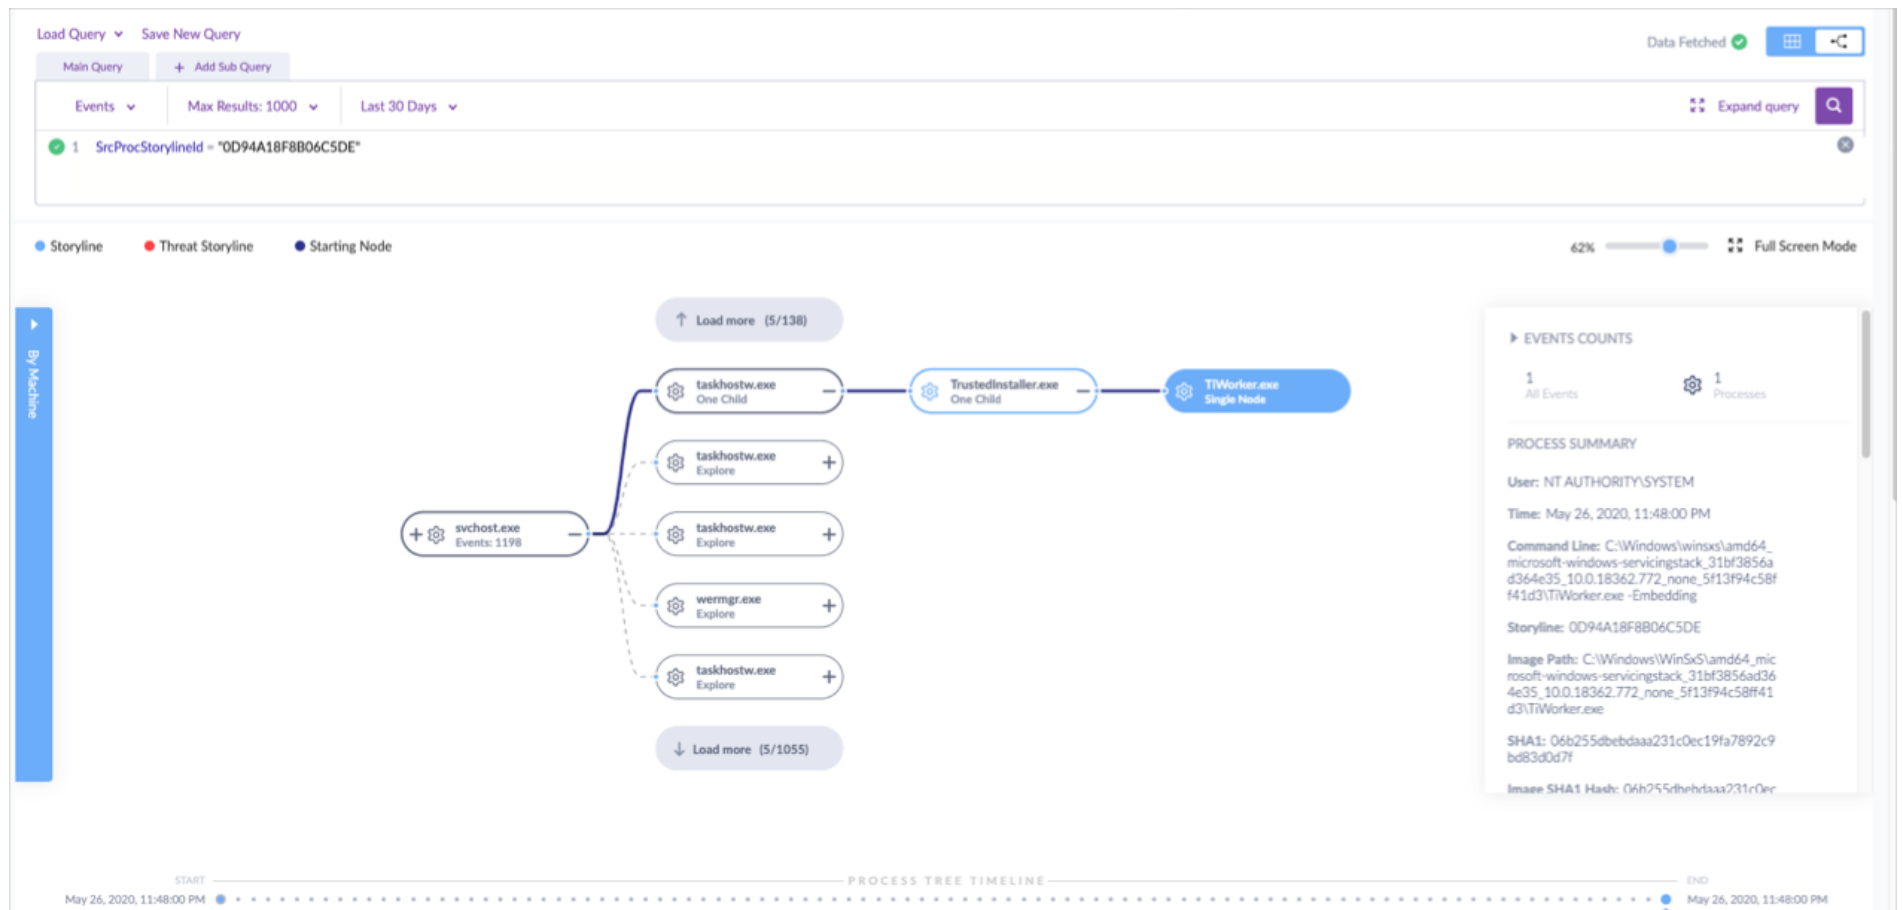 Load Query Save New Query
Data Fetched
Main Query + Add Sub Query
Events Max Results: 1000 Last 30 Days Expand query
1 SrcProcStorylineId = "0D94A18F8B06C5DE"
Storyline Threat Storyline Starting Node
62% Full Screen Mode
By Machine
Load more (5/138)
taskhostw.exe
One Child
TrustedInstaller.exe
One Child
TiWorker.exe
Single Node
taskhostw.exe
Explore
svchost.exe
Events: 1198
taskhostw.exe
Explore
wermgr.exe
Explore
taskhostw.exe
Explore
Load more (5/1055)
EVENTS COUNTS
1
All Events
1
Processes
PROCESS SUMMARY
User: NT AUTHORITY\SYSTEM
Time: May 26, 2020, 11:48:00 PM
Command Line: C:\Windows\winsxs\amd64_
microsoft-windows-servicingstack_31bf3856a
d364e35_10.0.18362.772_none_5f13f94c58f
f41d3\TiWorker.exe -Embedding
Storyline: 0D94A18F8B06C5DE
Image Path: C:\Windows\WinSxS\amd64_mic
rosoft-windows-servicingstack_31bf3856ad36
4e35_10.0.18362.772_none_5f13f94c58ff41
d3\TiWorker.exe
SHA1: 06b255dbebdaaa231c0ec19fa7892c9
bd83d0d7f
Image SHA1 Hash: 06b255dbebdaaa231c0ec
START PROCESS TREE TIMELINE END
May 26, 2020, 11:48:00 PM May 26, 2020, 11:48:00 PM